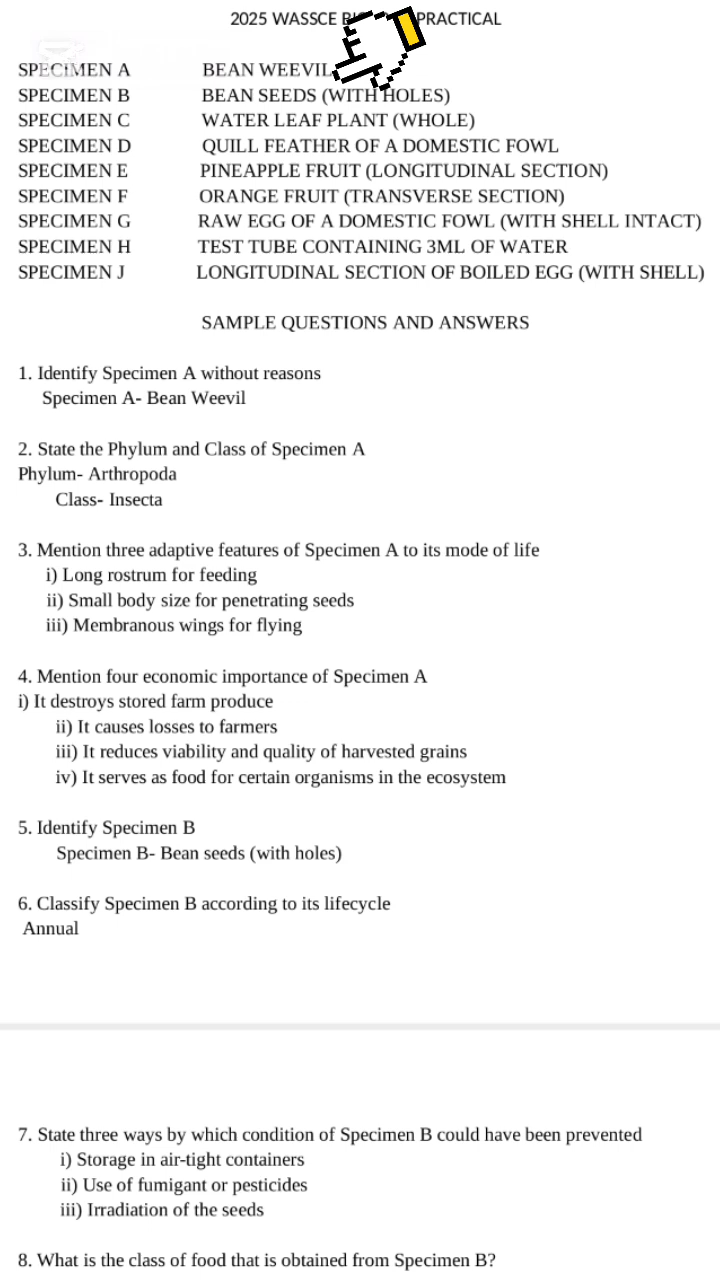 2025 WASSCE PRACTICAL
SPECIMEN A BEAN WEEVIL
SPECIMEN B BEAN SEEDS (WITH HOLES)
SPECIMEN C WATER LEAF PLANT (WHOLE)
SPECIMEN D QUILL FEATHER OF A DOMESTIC FOWL
SPECIMEN E PINEAPPLE FRUIT (LONGITUDINAL SECTION)
SPECIMEN F ORANGE FRUIT (TRANSVERSE SECTION)
SPECIMEN G RAW EGG OF A DOMESTIC FOWL (WITH SHELL INTACT)
SPECIMEN H TEST TUBE CONTAINING 3ML OF WATER
SPECIMEN J LONGITUDINAL SECTION OF BOILED EGG (WITH SHELL)
SAMPLE QUESTIONS AND ANSWERS
1. Identify Specimen A without reasons
Specimen A- Bean Weevil
2. State the Phylum and Class of Specimen A
Phylum- Arthropoda
Class- Insecta
3. Mention three adaptive features of Specimen A to its mode of life
i) Long rostrum for feeding
ii) Small body size for penetrating seeds
iii) Membranous wings for flying
4. Mention four economic importance of Specimen A
i) It destroys stored farm produce
ii) It causes losses to farmers
iii) It reduces viability and quality of harvested grains
iv) It serves as food for certain organisms in the ecosystem
5. Identify Specimen B
Specimen B- Bean seeds (with holes)
6. Classify Specimen B according to its lifecycle
Annual
7. State three ways by which condition of Specimen B could have been prevented
i) Storage in air-tight containers
ii) Use of fumigant or pesticides
iii) Irradiation of the seeds
8. What is the class of food that is obtained from Specimen B?